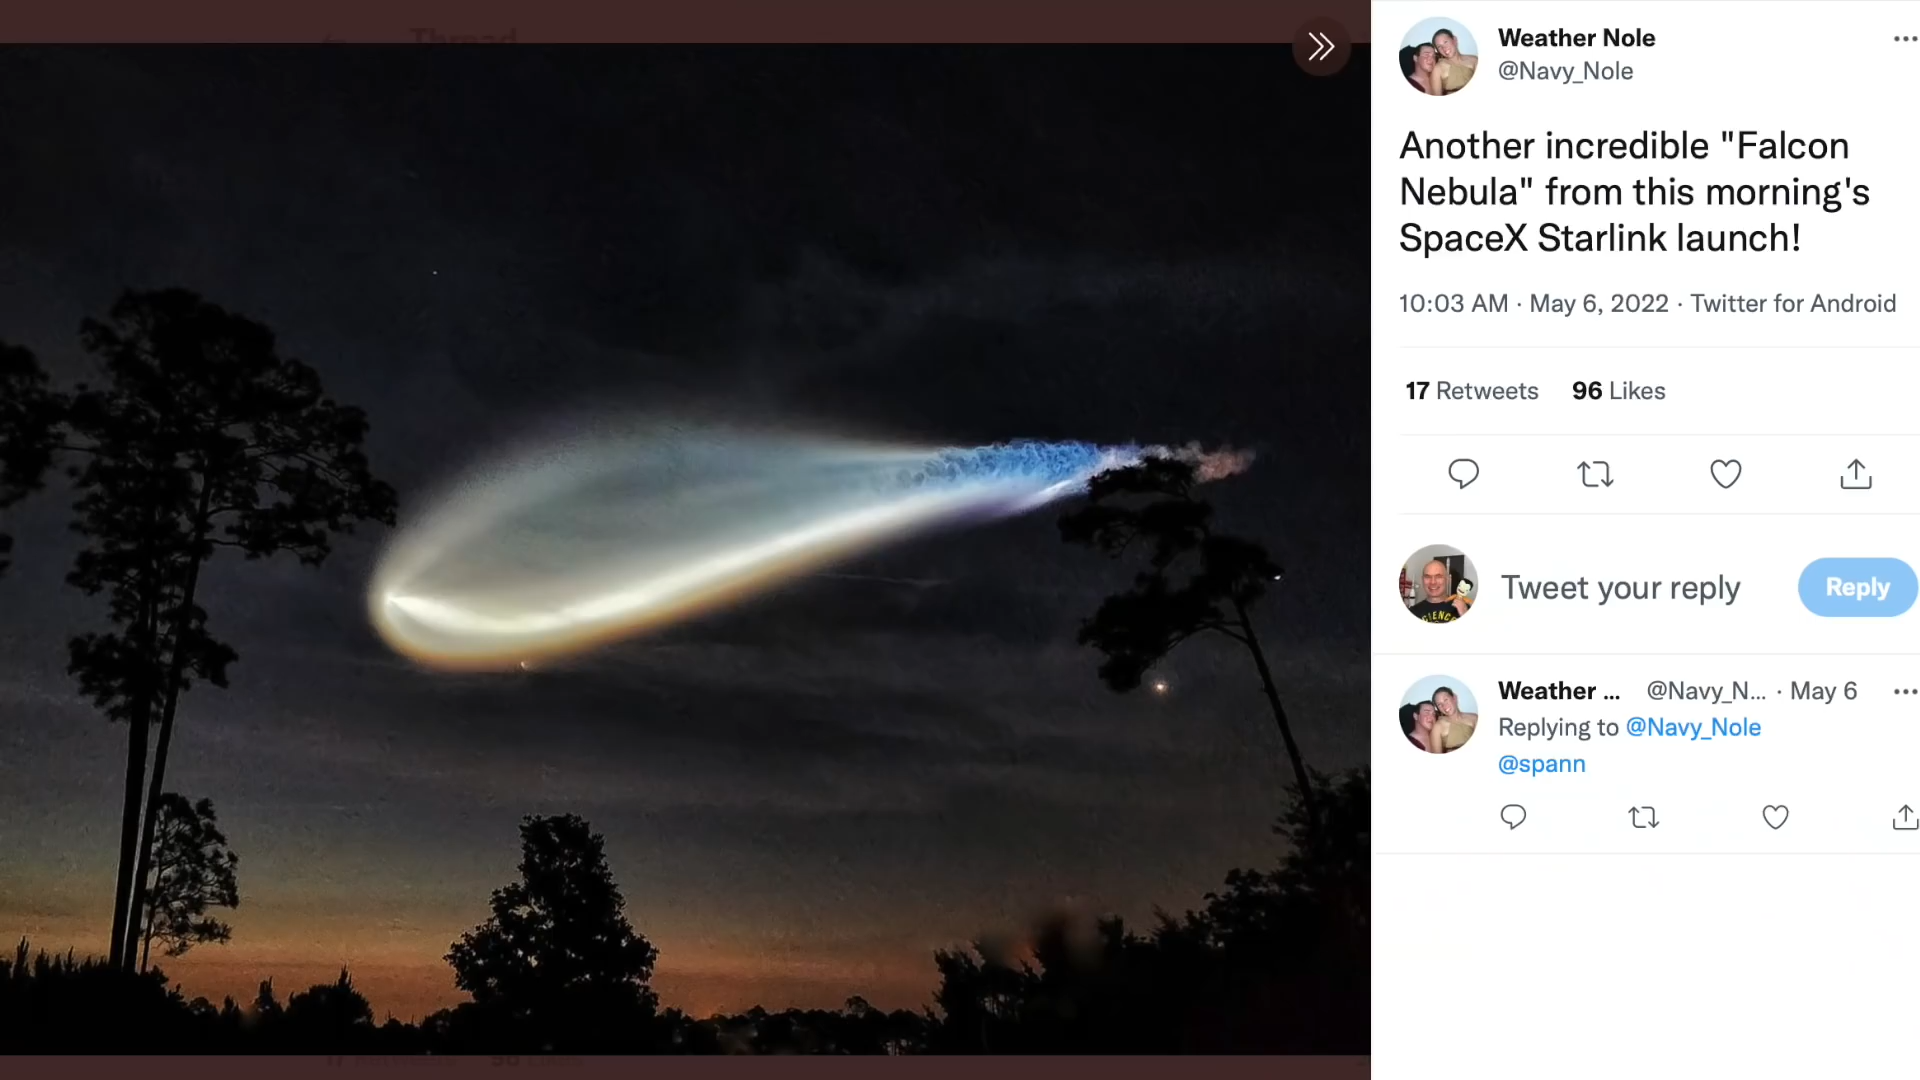 Thread
Weather Nole
@Navy_Nole
Another incredible "Falcon
Nebula" from this morning's
SpaceX Starlink launch!
10:03 AM · May 6, 2022 · Twitter for Android
17 Retweets 96 Likes
Tweet your reply
Reply
Weather ... @Navy_N... · May 6
Replying to @Navy_Nole
@spann